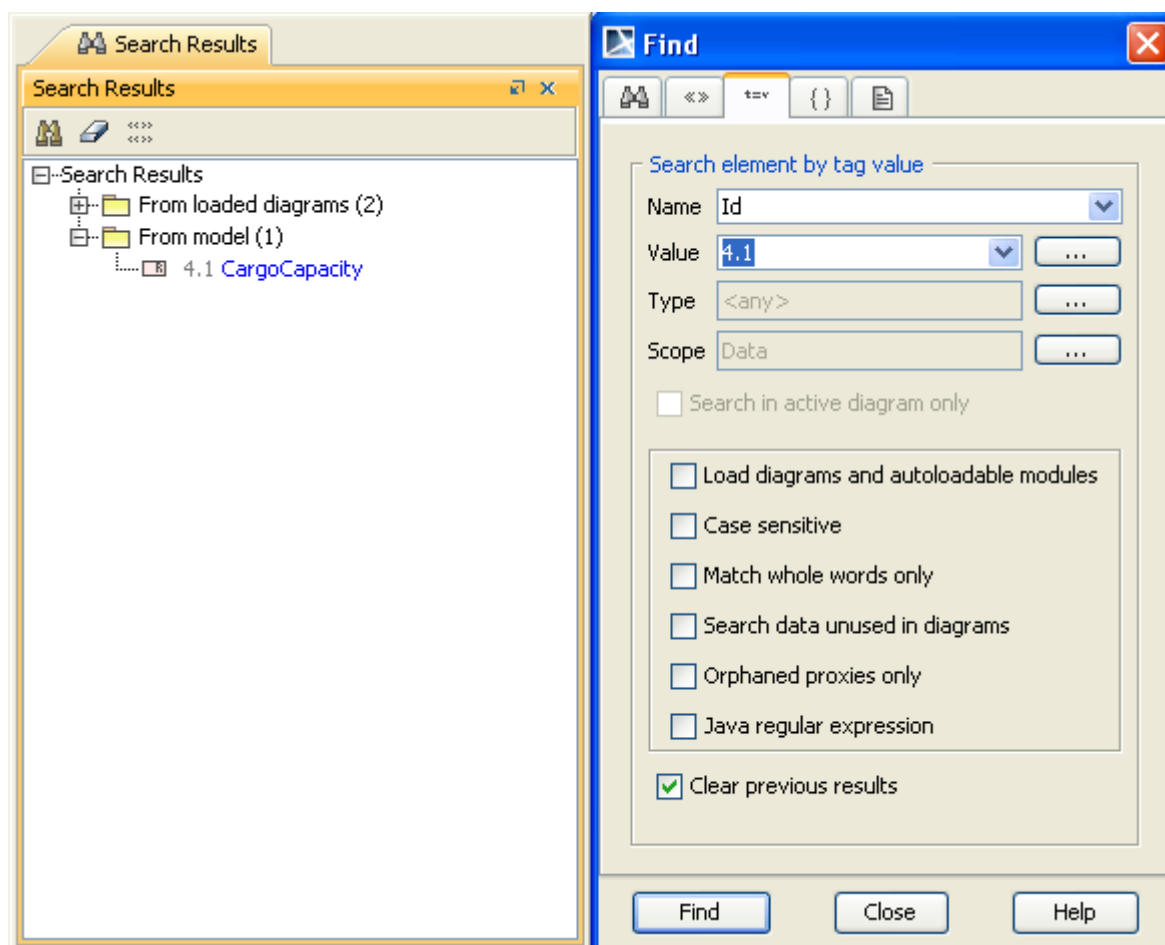 Search Results
Search Results
Search Results
From loaded diagrams (2)
From model (1)
R 4.1 CargoCapacity
Find
«» t=v { }
Search element by tag value
Name Id
Value 4.1 ...
Type <any> ...
Scope Data ...
Search in active diagram only
Load diagrams and autoloadable modules
Case sensitive
Match whole words only
Search data unused in diagrams
Orphaned proxies only
Java regular expression
Clear previous results
Find Close Help